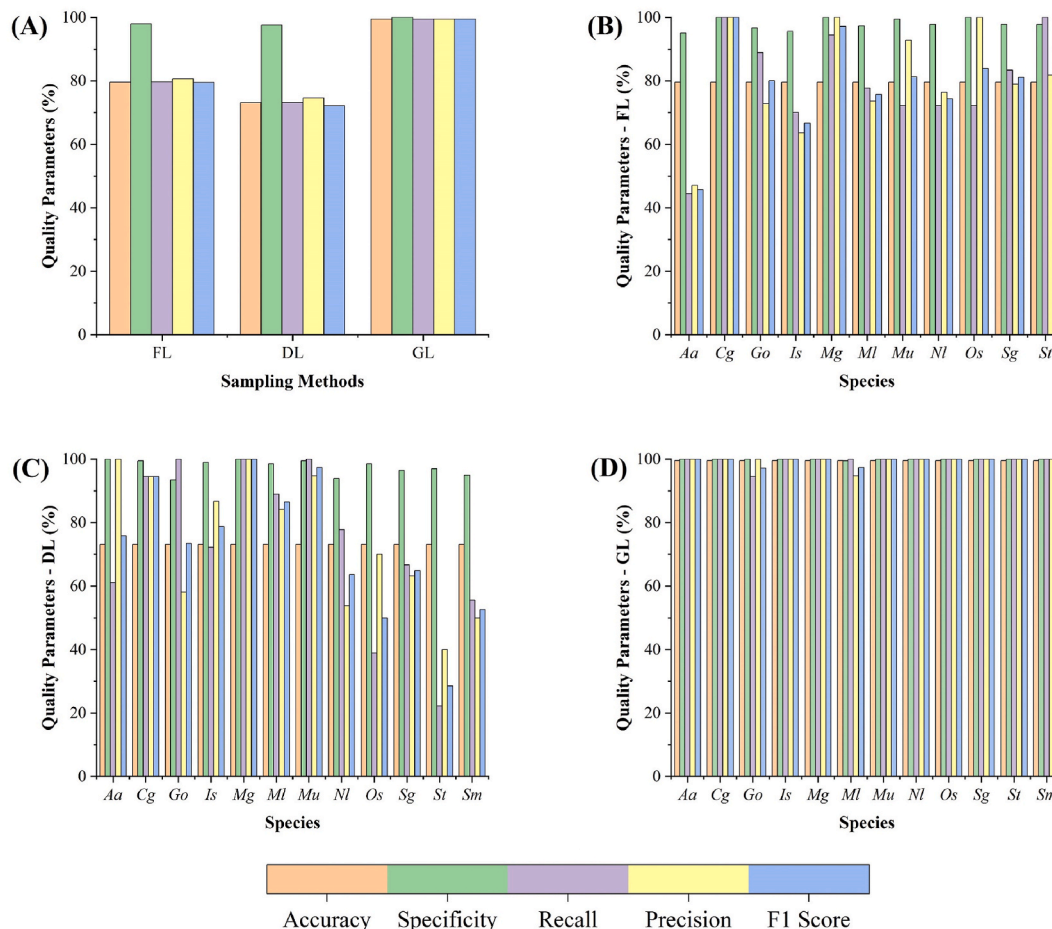 (A)
Quality Parameters (%)
100
80
60
40
20
0
FL DL GL
Sampling Methods
(B)
Quality Parameters - FL (%)
100
80
60
40
20
0
Aa Cg Go Is Mg Ml Mu Nl Os Sg St
Species
(C)
Quality Parameters - DL (%)
100
80
60
40
20
0
Aa Cg Go Is Mg Ml Mu Nl Os Sg St Sm
Species
(D)
Quality Parameters - GL (%)
100
80
60
40
20
0
Aa Cg Go Is Mg Ml Mu Nl Os Sg St Sm
Species
Accuracy Specificity Recall Precision F1 Score